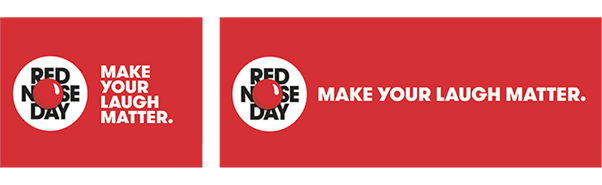 RED
NOSE
DAY
MAKE
YOUR
LAUGH
MATTER.
RED
NOSE
DAY
MAKE YOUR LAUGH MATTER.